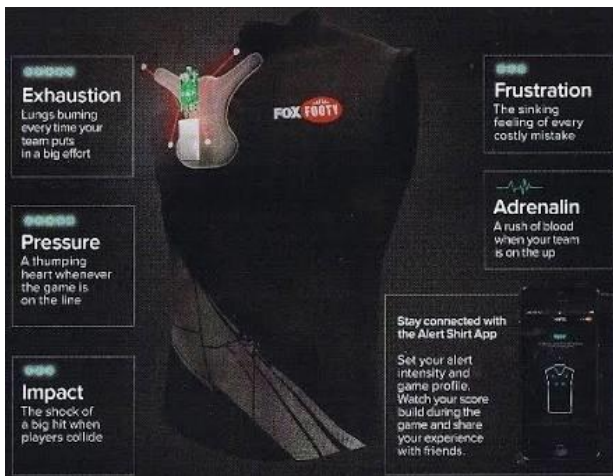 Exhaustion
Lungs burning
every time your
team puts
in a big effort
Pressure
A thumping
heart whenever
the game is
on the line
Impact
The shock of
a big hit when
players collide
FOX FOOTY
Frustration
The sinking
feeling of every
costly mistake
Adrenalin
A rush of blood
when your team
is on the up
Stay connected with
the Alert Shirt App
Set your alert
intensity and
game profile.
Watch your score
build during the
game and share
your experience
with friends.